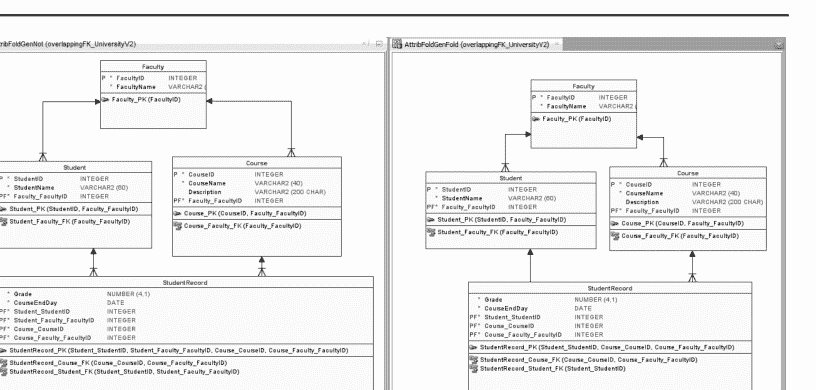 tribFoldGenNot (overlappingFK_UniversityV2)
Faculty
P * FacultyID INTEGER
* FacultyName VARCHAR2 (
Faculty_PK (FacultyID)
Student
P * StudentID INTEGER
* StudentName VARCHAR2 (60)
PF* Faculty_FacultyID INTEGER
Student_PK (StudentID, Faculty_FacultyID)
Student_Faculty_FK (Faculty_FacultyID)
Course
P * CourseID INTEGER
* CourseName VARCHAR2 (40)
Description VARCHAR2 (200 CHAR)
PF* Faculty_FacultyID INTEGER
Course_PK (CourseID, Faculty_FacultyID)
Course_Faculty_FK (Faculty_FacultyID)
StudentRecord
* Grade NUMBER (4,1)
* CourseEndDay DATE
PF* Student_StudentID INTEGER
PF* Student_Faculty_FacultyID INTEGER
PF* Course_CourseID INTEGER
PF* Course_Faculty_FacultyID INTEGER
StudentRecord_PK (Student_StudentID, Student_Faculty_FacultyID, Course_CourseID, Course_Faculty_FacultyID)
StudentRecord_Course_FK (Course_CourseID, Course_Faculty_FacultyID)
StudentRecord_Student_FK (Student_StudentID, Student_Faculty_FacultyID)
AttribFoldGenFold (overlappingFK_UniversityV2)
Faculty
P * FacultyID INTEGER
* FacultyName VARCHAR2 (
Faculty_PK (FacultyID)
Student
P * StudentID INTEGER
* StudentName VARCHAR2 (60)
PF* Faculty_FacultyID INTEGER
Student_PK (StudentID, Faculty_FacultyID)
Student_Faculty_FK (Faculty_FacultyID)
Course
P * CourseID INTEGER
* CourseName VARCHAR2 (40)
Description VARCHAR2 (200 CHAR)
PF* Faculty_FacultyID INTEGER
Course_PK (CourseID, Faculty_FacultyID)
Course_Faculty_FK (Faculty_FacultyID)
StudentRecord
* Grade NUMBER (4,1)
* CourseEndDay DATE
PF* Student_StudentID INTEGER
PF* Course_CourseID INTEGER
PF* Course_Faculty_FacultyID INTEGER
StudentRecord_PK (Student_StudentID, Course_CourseID, Course_Faculty_FacultyID)
StudentRecord_Course_FK (Course_CourseID, Course_Faculty_FacultyID)
StudentRecord_Student_FK (Student_StudentID)